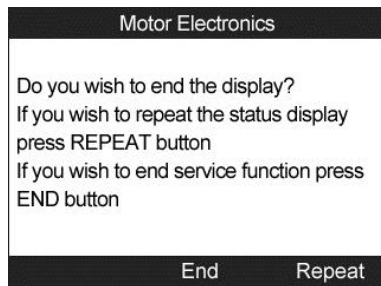 Motor Electronics
Do you wish to end the display?
If you wish to repeat the status display
press REPEAT button
If you wish to end service function press
END button
End Repeat